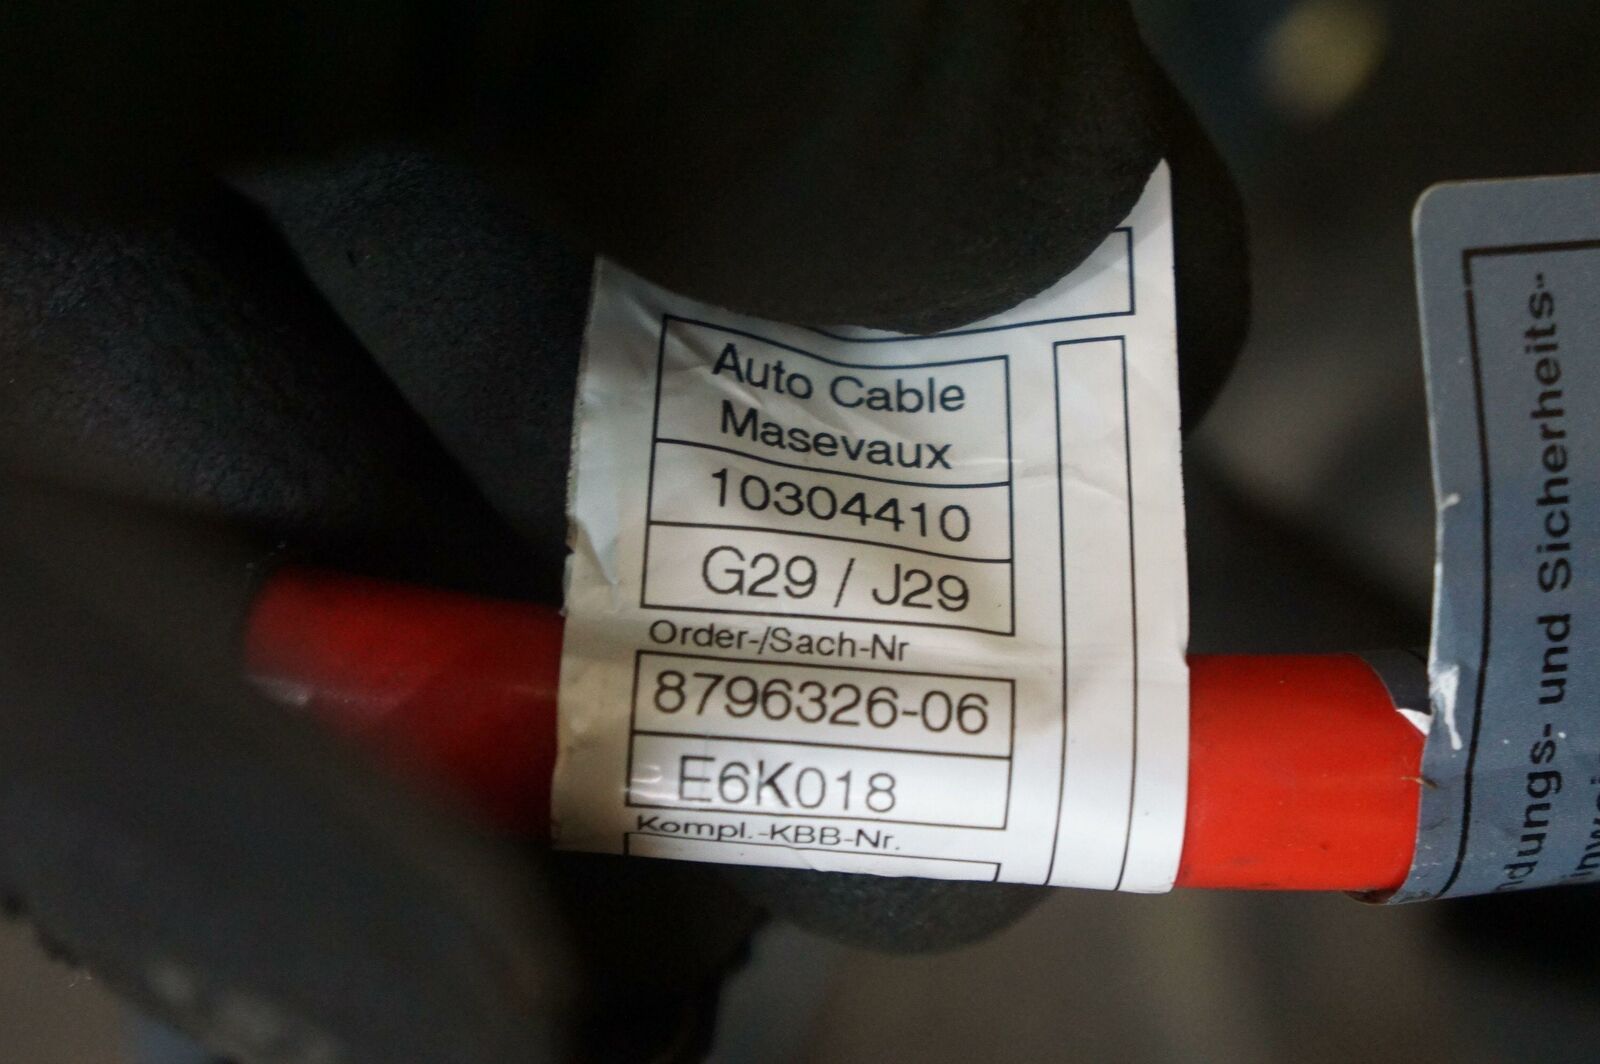 Auto Cable
Masevaux
10304410
G29 / J29
Order-/Sach-Nr
8796326-06
E6K018
Kompl.-KBB-Nr.
ndungs- und Sicherheits-